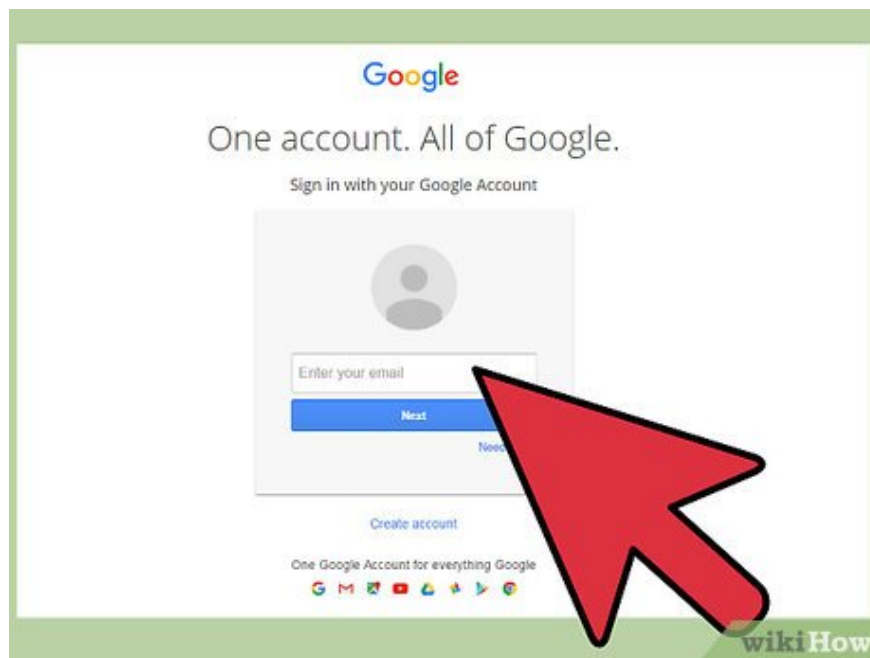 Google
One account. All of Google.
Sign in with your Google Account
Enter your email
Next
Create account
One Google Account for everything Google
wikiHow